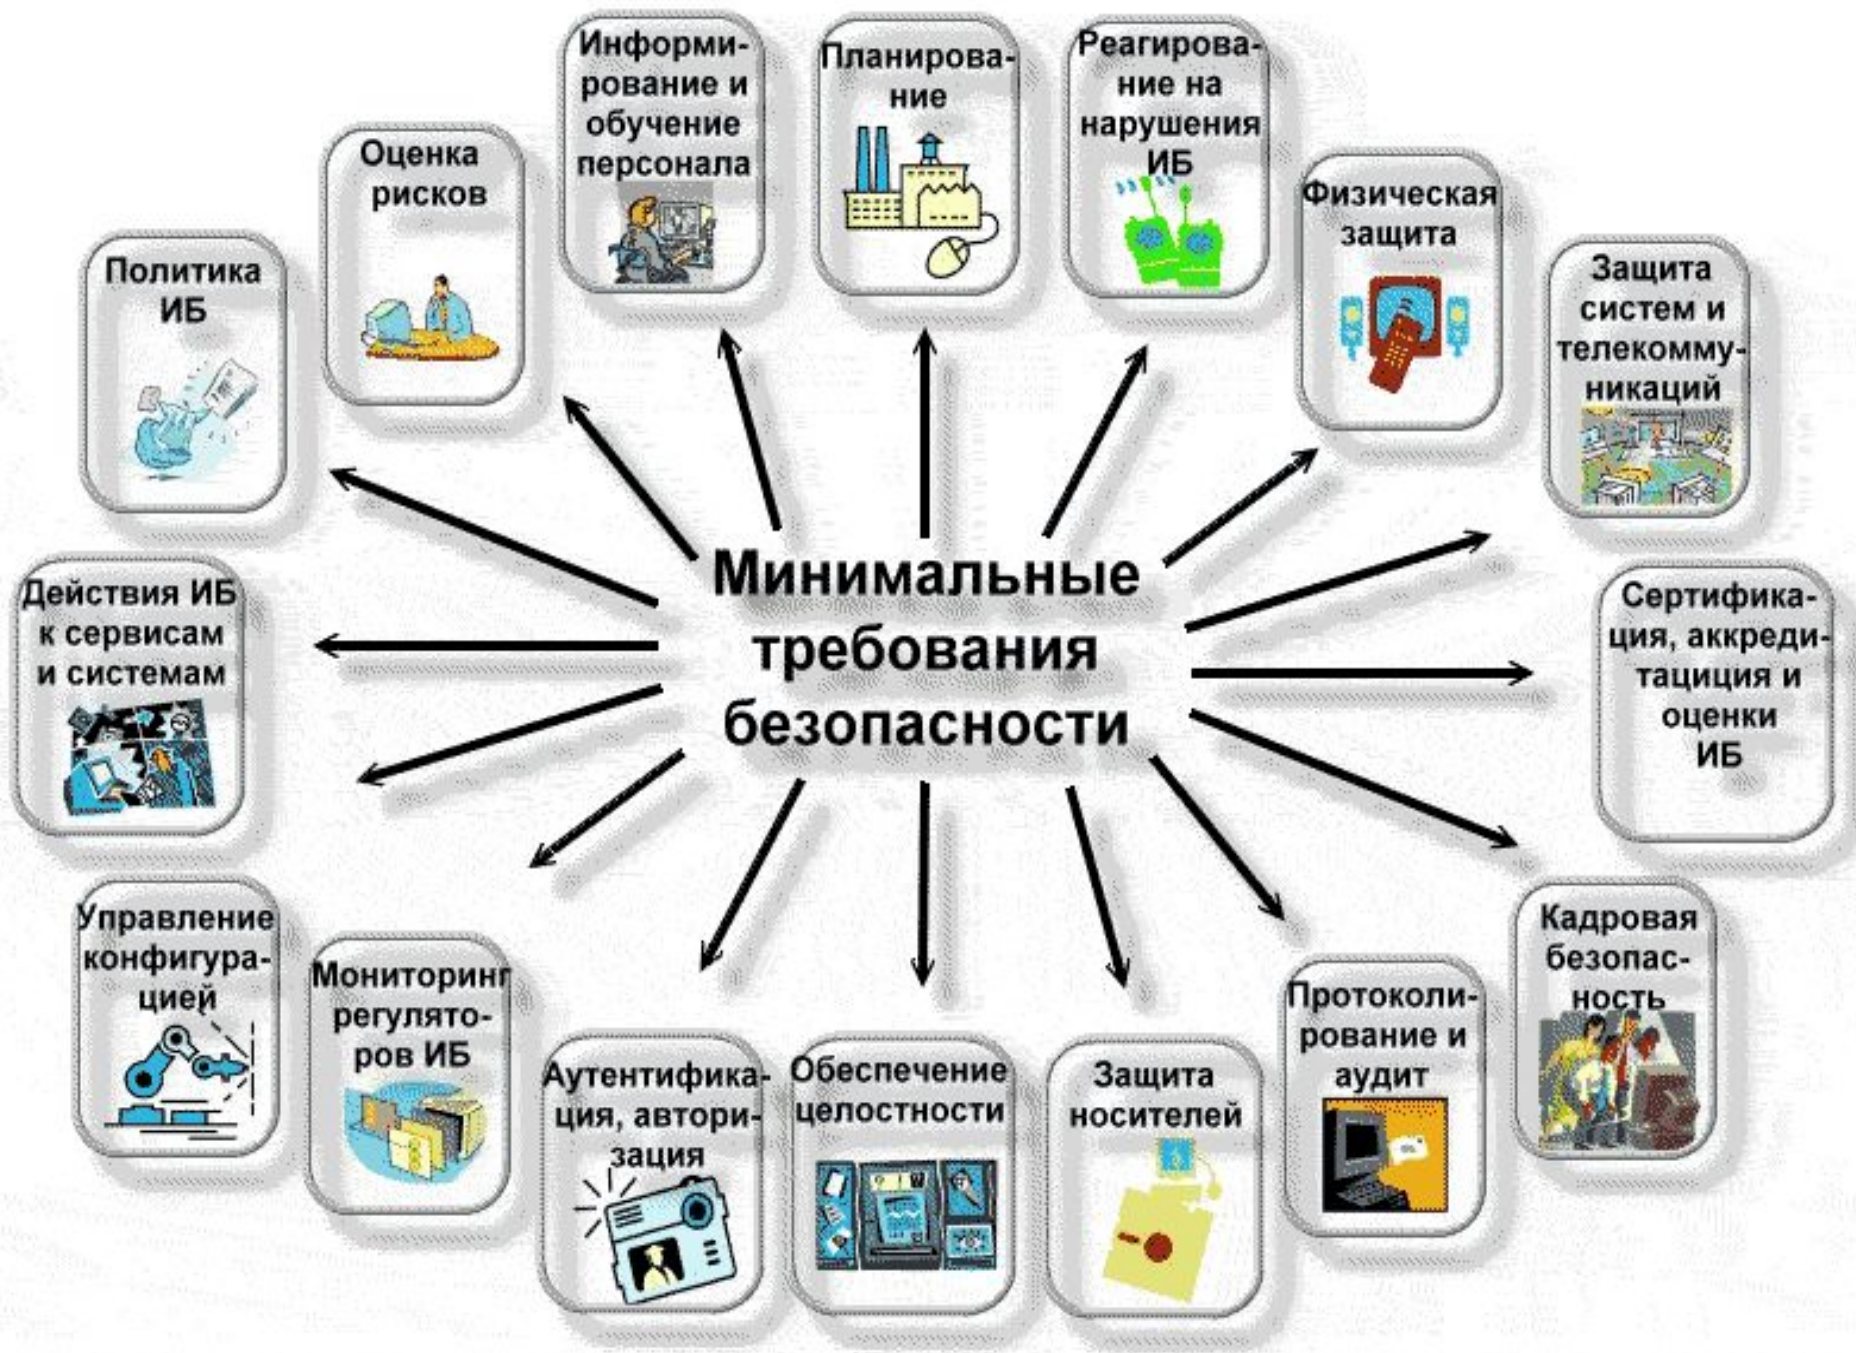 Информи-
рование и
обучение
персонала
Планирова-
ние
Реагирова-
ние на
нарушения
ИБ
Оценка
рисков
Физическая
защита
Политика
ИБ
Защита
систем и
телекомму-
никаций
Минимальные
требования
безопасности
Действия ИБ
к сервисам
и системам
Сертифика-
ция, аккреди-
тациция и
оценки
ИБ
Управление
конфигура-
цией
Мониторинг
регулято-
ров ИБ
Аутентифика-
ция, автори-
зация
Обеспечение
целостности
Защита
носителей
Протоколи-
рование и
аудит
Кадровая
безопас-
ность